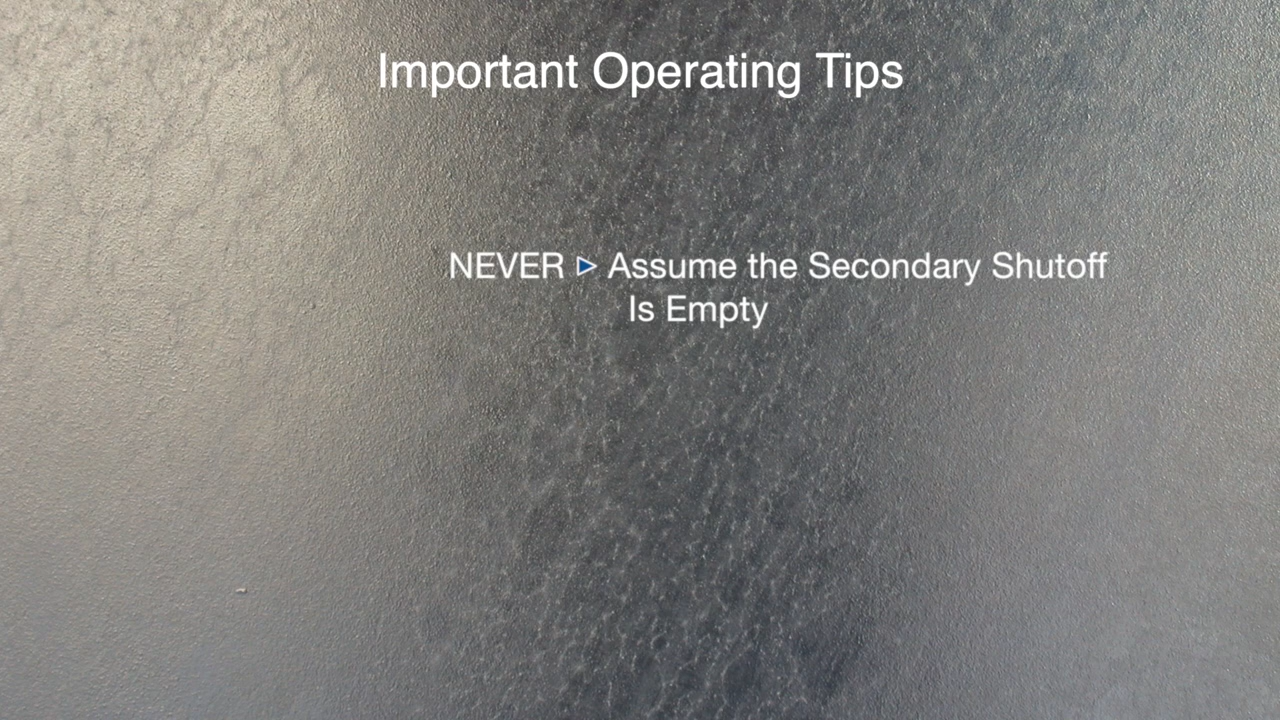 Important Operating Tips
NEVER ▶ Assume the Secondary Shutoff
Is Empty